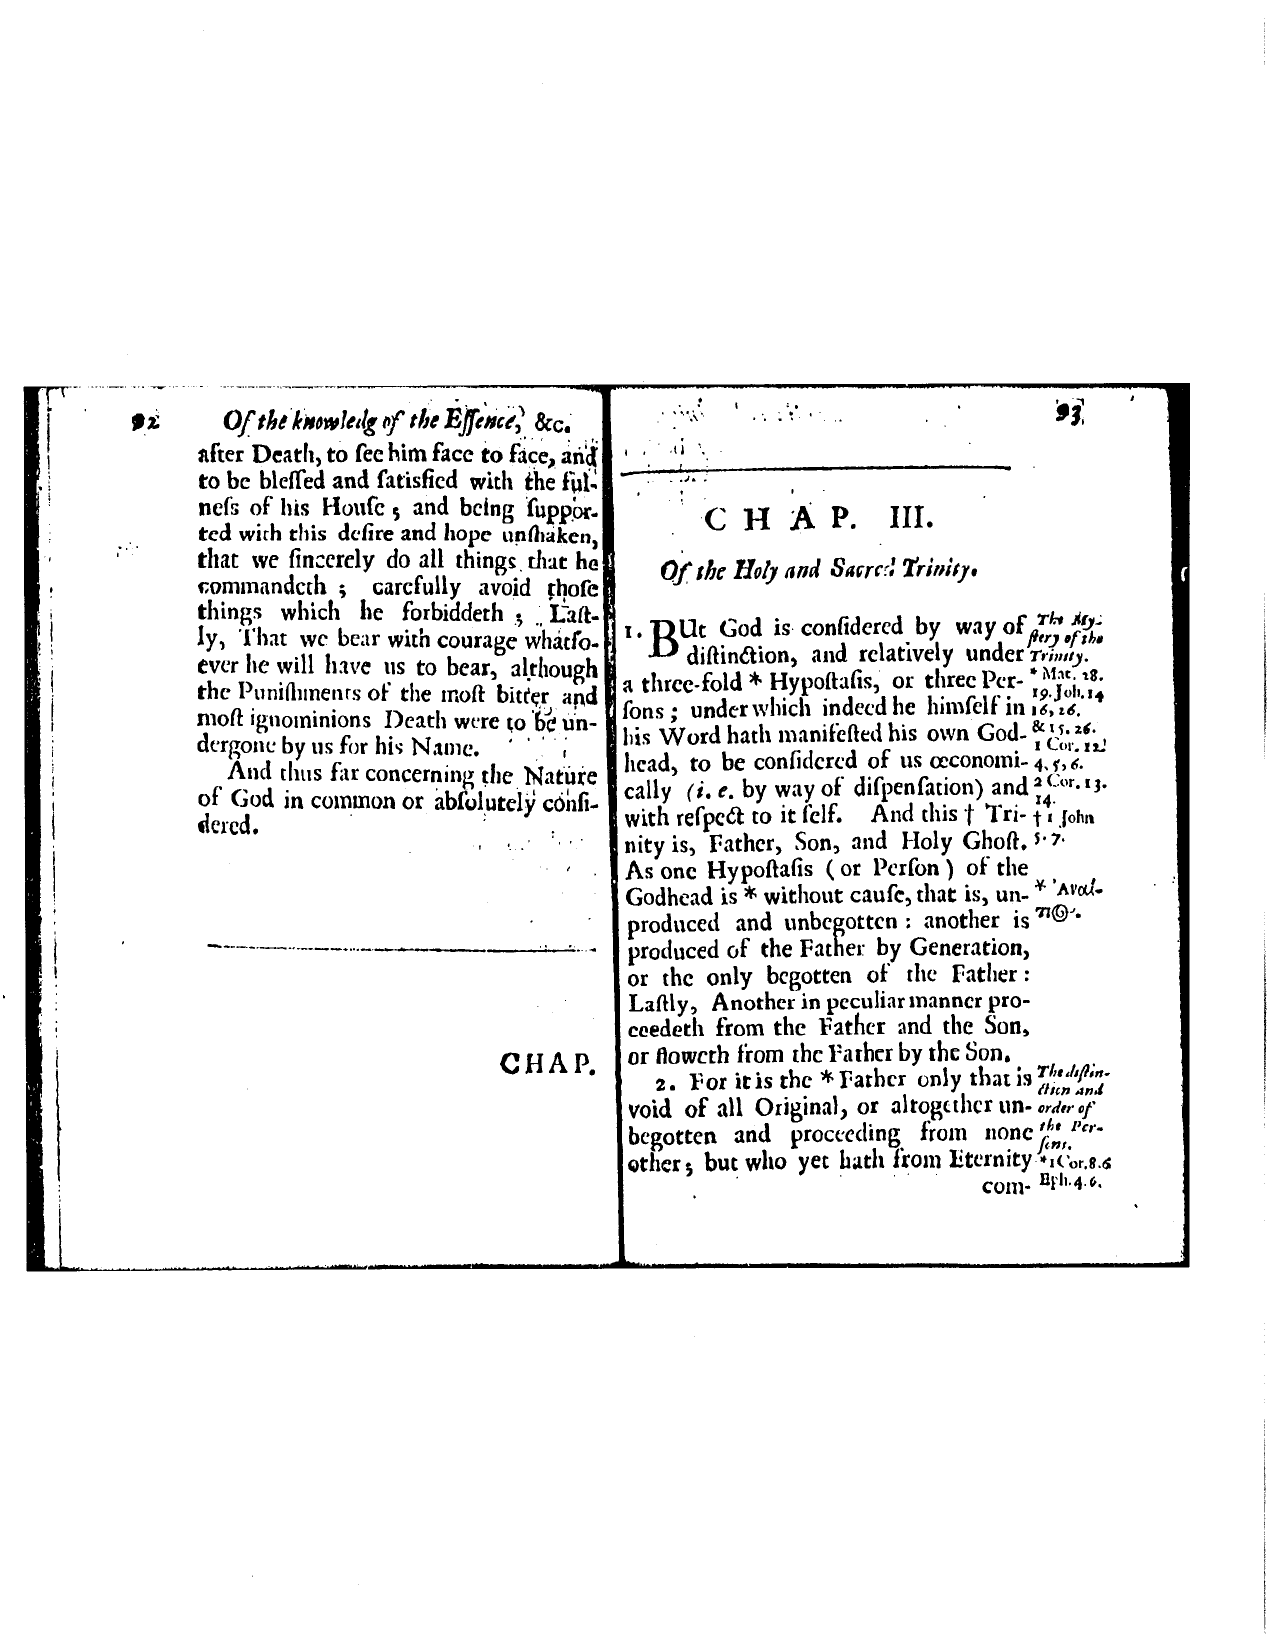 92 Of the knowledg of the Eſſence, &c.
after Death, to ſee him face to face, and
to be bleſſed and ſatisfied with the ful-
neſs of his Houſe; and being ſuppor-
ted with this deſire and hope unſhaken,
that we ſincerely do all things that he
commandeth; carefully avoid thoſe
things which he forbiddeth; Laſt-
ly, That we bear with courage whatſo-
ever he will have us to bear, although
the Puniſhments of the moſt bitter and
moſt ignominions Death were to be un-
dergone by us for his Name.
And thus far concerning the Nature
of God in common or abſolutely conſi-
dered.
CHAP.
93
CHAP. III.
Of the Holy and Sacred Trinity.
1. BUt God is conſidered by way of
diſtinction, and relatively under
a three-fold * Hypoſtaſis, or three Per-
ſons; under which indeed he himſelf in
his Word hath manifeſted his own God-
head, to be conſidered of us œconomi-
cally (i. e. by way of diſpenſation) and
with reſpect to it ſelf. And this † Tri-
nity is, Father, Son, and Holy Ghoſt.
As one Hypoſtaſis (or Perſon) of the
Godhead is * without cauſe, that is, un-
produced and unbegotten: another is
produced of the Father by Generation,
or the only begotten of the Father:
Laſtly, Another in peculiar manner pro-
ceedeth from the Father and the Son,
or floweth from the Father by the Son.
2. For it is the * Father only that is
void of all Original, or altogether un-
begotten and proceeding from none
other; but who yet hath from Eternity
com-
The My-
ſtery of the
Trinity.
* Mat. 28.
19. Joh. 14
16, 26.
& 15. 26.
1 Cor. 12.
4, 5, 6.
2 Cor. 13.
14.
† 1 John
5. 7.
* Ἀναί-
τι©.
The diſtin-
ction and
order of
the Per-
ſons.
* 1 Cor. 8. 6
Eph. 4. 6.